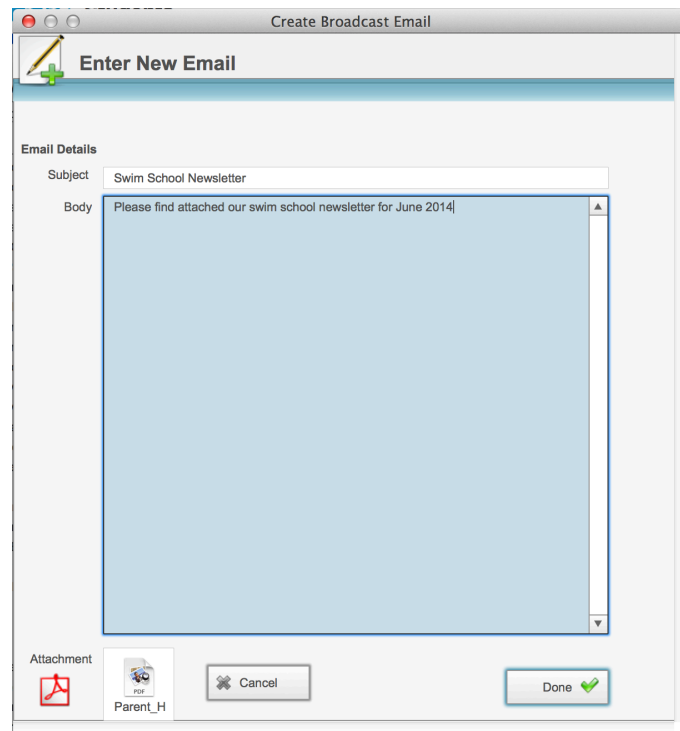 Create Broadcast Email
Enter New Email
Email Details
Subject
Swim School Newsletter
Body
Please find attached our swim school newsletter for June 2014
Attachment
PDF
Parent_H
Cancel
Done